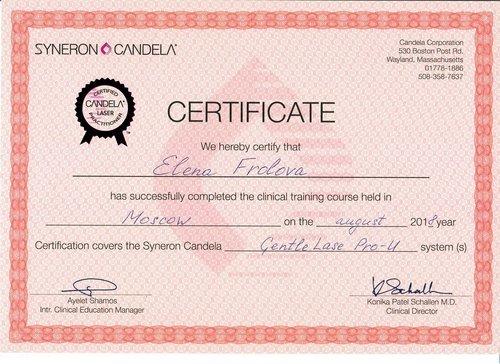 SYNERON CANDELA
Candela Corporation
530 Boston Post Rd.
Wayland, Massachusetts
01778-1886
508-358-7637
CERTIFIED
CANDELA
LASER
PRACTITIONER
CERTIFICATE
We hereby certify that
Elena Frolova
has successfully completed the clinical training course held in
Moscow on the august 2018 year
Certification covers the Syneron Candela GentleLase Pro-U system (s)
Ayelet Shamos
Intr. Clinical Education Manager
Konika Patel Schallen M.D.
Clinical Director